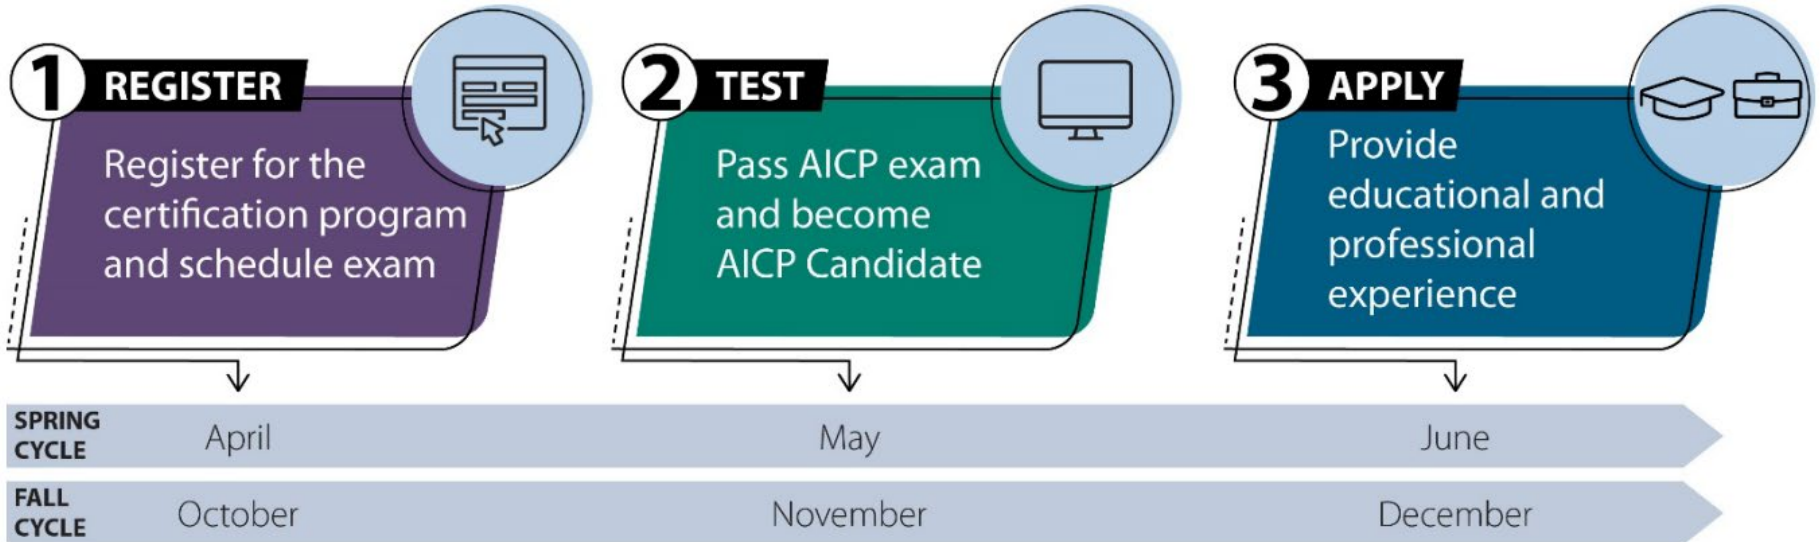 1 REGISTER
Register for the
certification program
and schedule exam
2 TEST
Pass AICP exam
and become
AICP Candidate
3 APPLY
Provide
educational and
professional
experience
SPRING
CYCLE
April
May
June
FALL
CYCLE
October
November
December